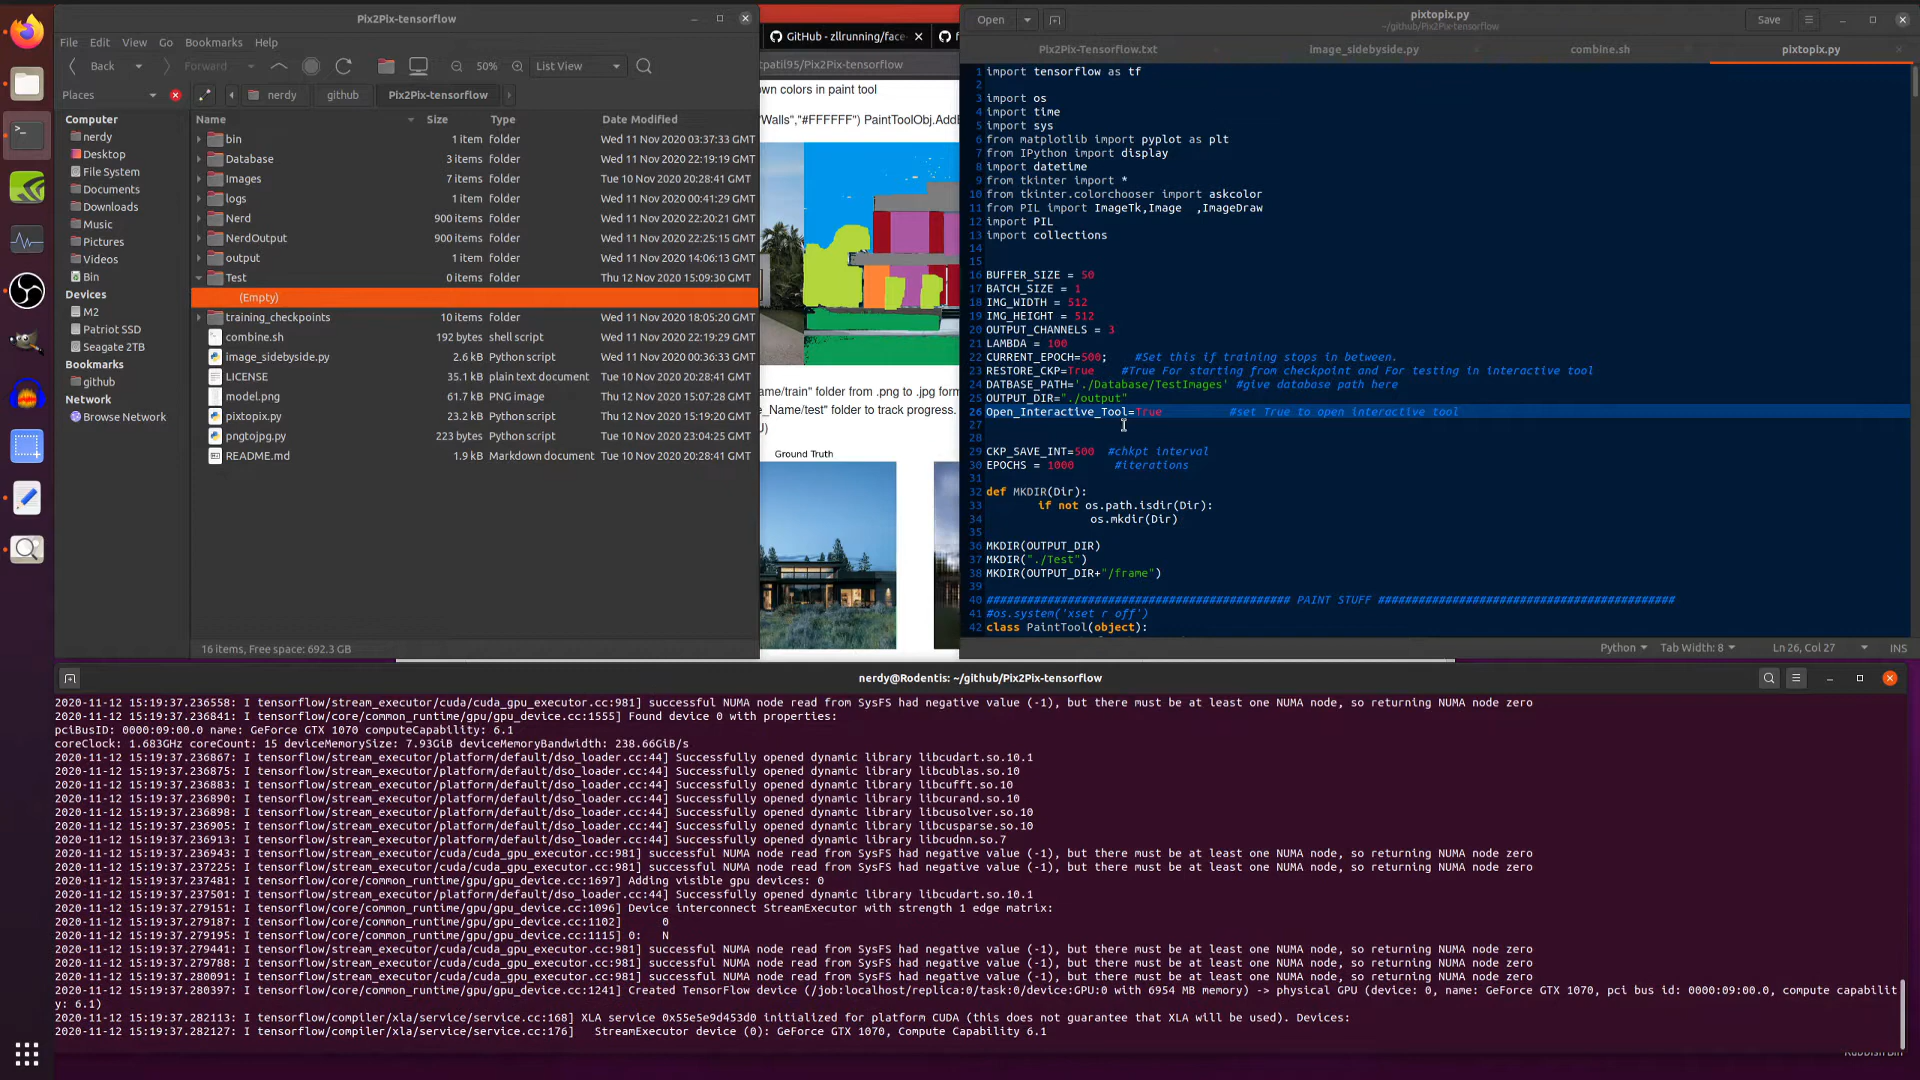 Pix2Pix-tensorflow
File Edit View Go Bookmarks Help
Back Forward 50% List View
Places nerdy github Pix2Pix-tensorflow
Computer
nerdy
Desktop
File System
Documents
Downloads
Music
Pictures
Videos
Bin
Devices
M2
Patriot SSD
Seagate 2TB
Bookmarks
github
Network
Browse Network
Name Size Type Date Modified
bin 1 item folder Wed 11 Nov 2020 03:37:33 GMT
Database 3 items folder Wed 11 Nov 2020 22:19:19 GMT
Images 7 items folder Tue 10 Nov 2020 20:28:41 GMT
logs 1 item folder Wed 11 Nov 2020 00:41:29 GMT
Nerd 900 items folder Wed 11 Nov 2020 22:20:21 GMT
NerdOutput 900 items folder Wed 11 Nov 2020 22:25:15 GMT
output 1 item folder Wed 11 Nov 2020 14:06:13 GMT
Test 0 items folder Thu 12 Nov 2020 15:09:30 GMT
(Empty)
training_checkpoints 10 items folder Wed 11 Nov 2020 18:05:20 GMT
combine.sh 192 bytes shell script Wed 11 Nov 2020 22:19:29 GMT
image_sidebyside.py 2.6 kB Python script Wed 11 Nov 2020 00:36:33 GMT
LICENSE 35.1 kB plain text document Tue 10 Nov 2020 20:28:41 GMT
model.png 61.7 kB PNG image Thu 12 Nov 2020 15:07:28 GMT
pixtopix.py 23.2 kB Python script Thu 12 Nov 2020 15:19:20 GMT
pngtojpg.py 223 bytes Python script Tue 10 Nov 2020 23:04:25 GMT
README.md 1.9 kB Markdown document Tue 10 Nov 2020 20:28:41 GMT
16 items, Free space: 692.3 GB
GitHub - zllrunning/face- f
tpatil95/Pix2Pix-tensorflow
wn colors in paint tool
"Walls","#FFFFFF") PaintToolObj.AddB
ame/train" folder from .png to .jpg form
e_Name/test" folder to track progress.
U)
Ground Truth
Open pixtopix.py Save
~/github/Pix2Pix-tensorflow
Pix2Pix-Tensorflow.txt image_sidebyside.py combine.sh pixtopix.py
1 import tensorflow as tf
2
3 import os
4 import time
5 import sys
6 from matplotlib import pyplot as plt
7 from IPython import display
8 import datetime
9 from tkinter import *
10 from tkinter.colorchooser import askcolor
11 from PIL import ImageTk,Image ,ImageDraw
12 import PIL
13 import collections
14
15
16 BUFFER_SIZE = 50
17 BATCH_SIZE = 1
18 IMG_WIDTH = 512
19 IMG_HEIGHT = 512
20 OUTPUT_CHANNELS = 3
21 LAMBDA = 100
22 CURRENT_EPOCH=500; #Set this if training stops in between.
23 RESTORE_CKP=True #True For starting from checkpoint and For testing in interactive tool
24 DATBASE_PATH='./Database/TestImages' #give database path here
25 OUTPUT_DIR="./output"
26 Open_Interactive_Tool=True #set True to open interactive tool
27
28
29 CKP_SAVE_INT=500 #chkpt interval
30 EPOCHS = 1000 #iterations
31
32 def MKDIR(Dir):
33 if not os.path.isdir(Dir):
34 os.mkdir(Dir)
35
36 MKDIR(OUTPUT_DIR)
37 MKDIR("./Test")
38 MKDIR(OUTPUT_DIR+"/frame")
39
40 ############################################# PAINT STUFF ############################################
41 #os.system('xset r off')
42 class PaintTool(object):
Python Tab Width: 8 Ln 26, Col 27 INS
nerdy@Rodentis: ~/github/Pix2Pix-tensorflow
2020-11-12 15:19:37.236558: I tensorflow/stream_executor/cuda/cuda_gpu_executor.cc:981] successful NUMA node read from SysFS had negative value (-1), but there must be at least one NUMA node, so returning NUMA node zero
2020-11-12 15:19:37.236841: I tensorflow/core/common_runtime/gpu/gpu_device.cc:1555] Found device 0 with properties:
pciBusID: 0000:09:00.0 name: GeForce GTX 1070 computeCapability: 6.1
coreClock: 1.683GHz coreCount: 15 deviceMemorySize: 7.93GiB deviceMemoryBandwidth: 238.66GiB/s
2020-11-12 15:19:37.236867: I tensorflow/stream_executor/platform/default/dso_loader.cc:44] Successfully opened dynamic library libcudart.so.10.1
2020-11-12 15:19:37.236875: I tensorflow/stream_executor/platform/default/dso_loader.cc:44] Successfully opened dynamic library libcublas.so.10
2020-11-12 15:19:37.236883: I tensorflow/stream_executor/platform/default/dso_loader.cc:44] Successfully opened dynamic library libcufft.so.10
2020-11-12 15:19:37.236890: I tensorflow/stream_executor/platform/default/dso_loader.cc:44] Successfully opened dynamic library libcurand.so.10
2020-11-12 15:19:37.236898: I tensorflow/stream_executor/platform/default/dso_loader.cc:44] Successfully opened dynamic library libcusolver.so.10
2020-11-12 15:19:37.236905: I tensorflow/stream_executor/platform/default/dso_loader.cc:44] Successfully opened dynamic library libcusparse.so.10
2020-11-12 15:19:37.236913: I tensorflow/stream_executor/platform/default/dso_loader.cc:44] Successfully opened dynamic library libcudnn.so.7
2020-11-12 15:19:37.236943: I tensorflow/stream_executor/cuda/cuda_gpu_executor.cc:981] successful NUMA node read from SysFS had negative value (-1), but there must be at least one NUMA node, so returning NUMA node zero
2020-11-12 15:19:37.237225: I tensorflow/stream_executor/cuda/cuda_gpu_executor.cc:981] successful NUMA node read from SysFS had negative value (-1), but there must be at least one NUMA node, so returning NUMA node zero
2020-11-12 15:19:37.237481: I tensorflow/core/common_runtime/gpu/gpu_device.cc:1697] Adding visible gpu devices: 0
2020-11-12 15:19:37.237501: I tensorflow/stream_executor/platform/default/dso_loader.cc:44] Successfully opened dynamic library libcudart.so.10.1
2020-11-12 15:19:37.279151: I tensorflow/core/common_runtime/gpu/gpu_device.cc:1096] Device interconnect StreamExecutor with strength 1 edge matrix:
2020-11-12 15:19:37.279187: I tensorflow/core/common_runtime/gpu/gpu_device.cc:1102] 0
2020-11-12 15:19:37.279195: I tensorflow/core/common_runtime/gpu/gpu_device.cc:1115] 0: N
2020-11-12 15:19:37.279441: I tensorflow/stream_executor/cuda/cuda_gpu_executor.cc:981] successful NUMA node read from SysFS had negative value (-1), but there must be at least one NUMA node, so returning NUMA node zero
2020-11-12 15:19:37.279788: I tensorflow/stream_executor/cuda/cuda_gpu_executor.cc:981] successful NUMA node read from SysFS had negative value (-1), but there must be at least one NUMA node, so returning NUMA node zero
2020-11-12 15:19:37.280091: I tensorflow/stream_executor/cuda/cuda_gpu_executor.cc:981] successful NUMA node read from SysFS had negative value (-1), but there must be at least one NUMA node, so returning NUMA node zero
2020-11-12 15:19:37.280397: I tensorflow/core/common_runtime/gpu/gpu_device.cc:1241] Created TensorFlow device (/job:localhost/replica:0/task:0/device:GPU:0 with 6954 MB memory) -> physical GPU (device: 0, name: GeForce GTX 1070, pci bus id: 0000:09:00.0, compute capabilit
y: 6.1)
2020-11-12 15:19:37.282113: I tensorflow/compiler/xla/service/service.cc:168] XLA service 0x55e5e9d453d0 initialized for platform CUDA (this does not guarantee that XLA will be used). Devices:
2020-11-12 15:19:37.282127: I tensorflow/compiler/xla/service/service.cc:176] StreamExecutor device (0): GeForce GTX 1070, Compute Capability 6.1